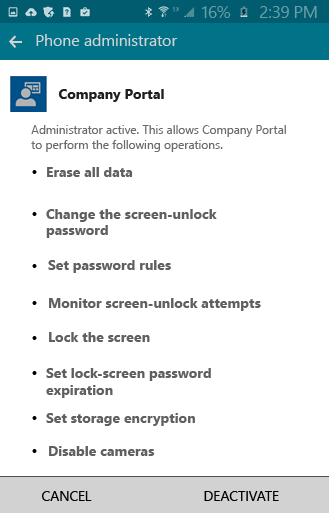 16% 2:39 PM
Phone administrator
Company Portal
Administrator active. This allows Company Portal
to perform the following operations.
• Erase all data
• Change the screen-unlock
password
• Set password rules
• Monitor screen-unlock attempts
• Lock the screen
• Set lock-screen password
expiration
• Set storage encryption
• Disable cameras
CANCEL DEACTIVATE